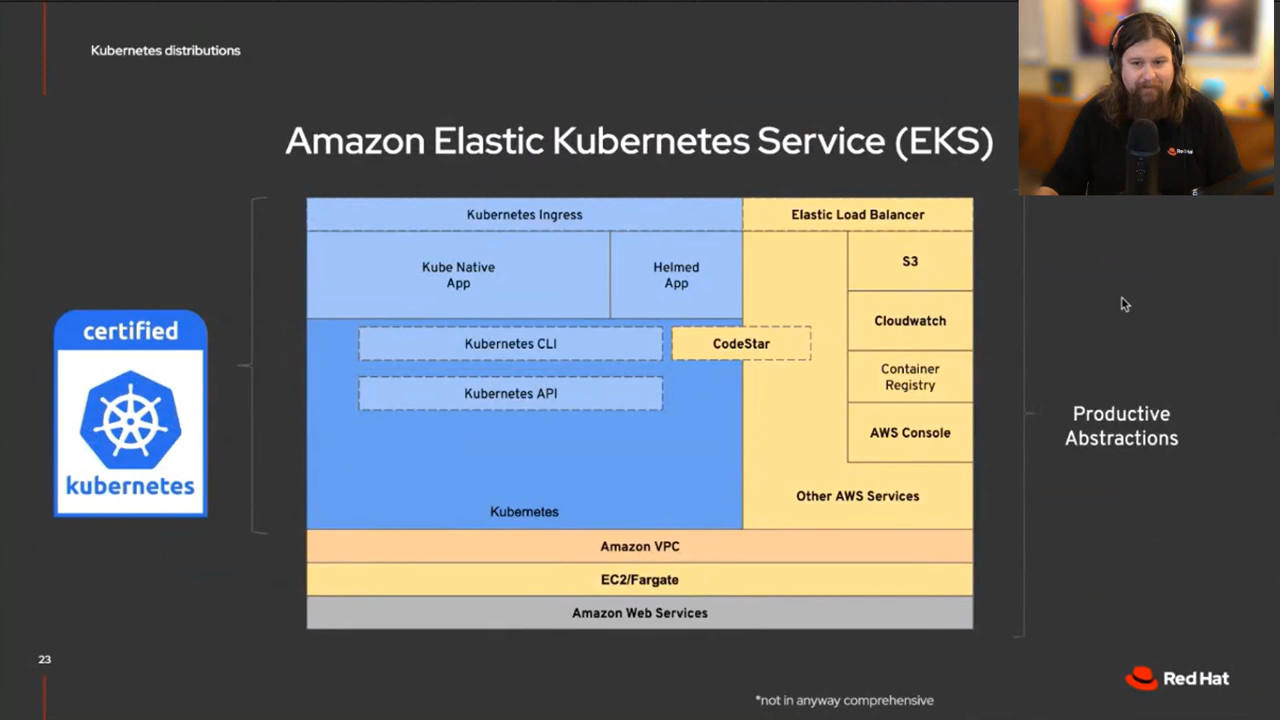 Kubernetes distributions
Amazon Elastic Kubernetes Service (EKS)
Red Hat
Kubernetes Ingress
Elastic Load Balancer
Kube Native
App
Helmed
App
S3
Cloudwatch
Container
Registry
AWS Console
Kubernetes CLI
CodeStar
Kubernetes API
Other AWS Services
Kubernetes
Amazon VPC
EC2/Fargate
Amazon Web Services
certified
kubernetes
Productive
Abstractions
23
Red Hat
*not in anyway comprehensive